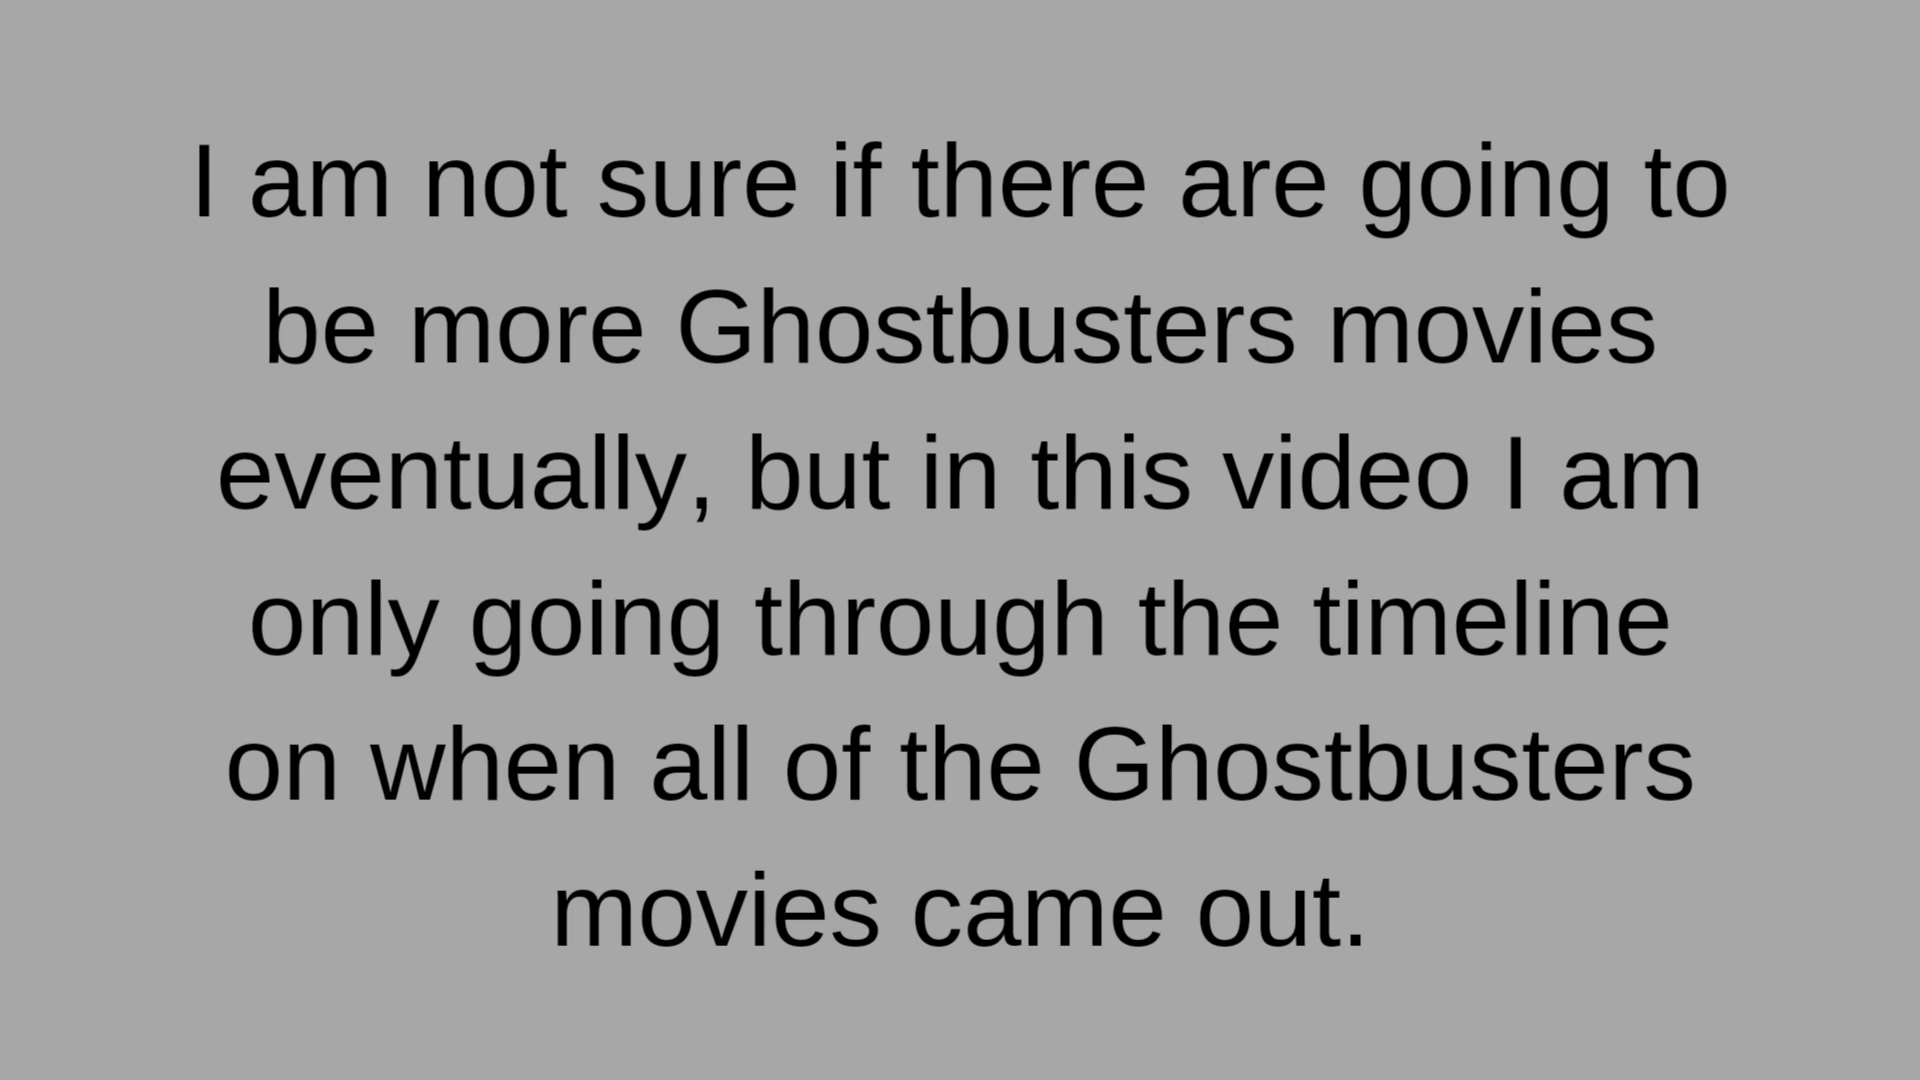 I am not sure if there are going to
be more Ghostbusters movies
eventually, but in this video I am
only going through the timeline
on when all of the Ghostbusters
movies came out.